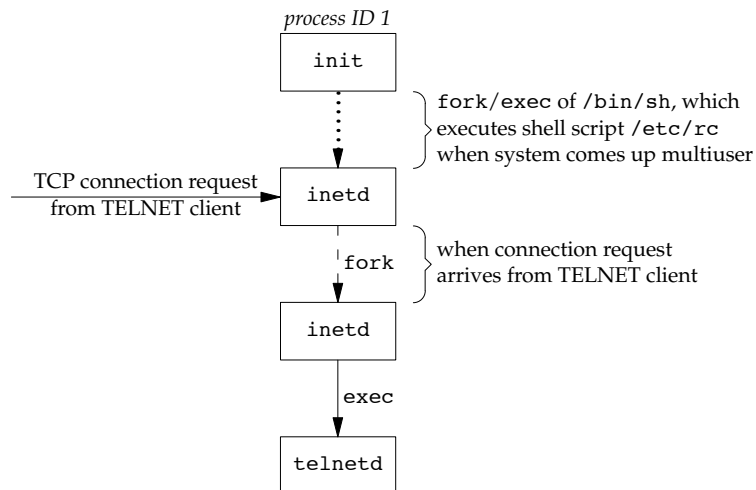 process ID 1
init
fork/exec of /bin/sh, which
executes shell script /etc/rc
when system comes up multiuser
TCP connection request
from TELNET client
inetd
fork
when connection request
arrives from TELNET client
inetd
exec
telnetd